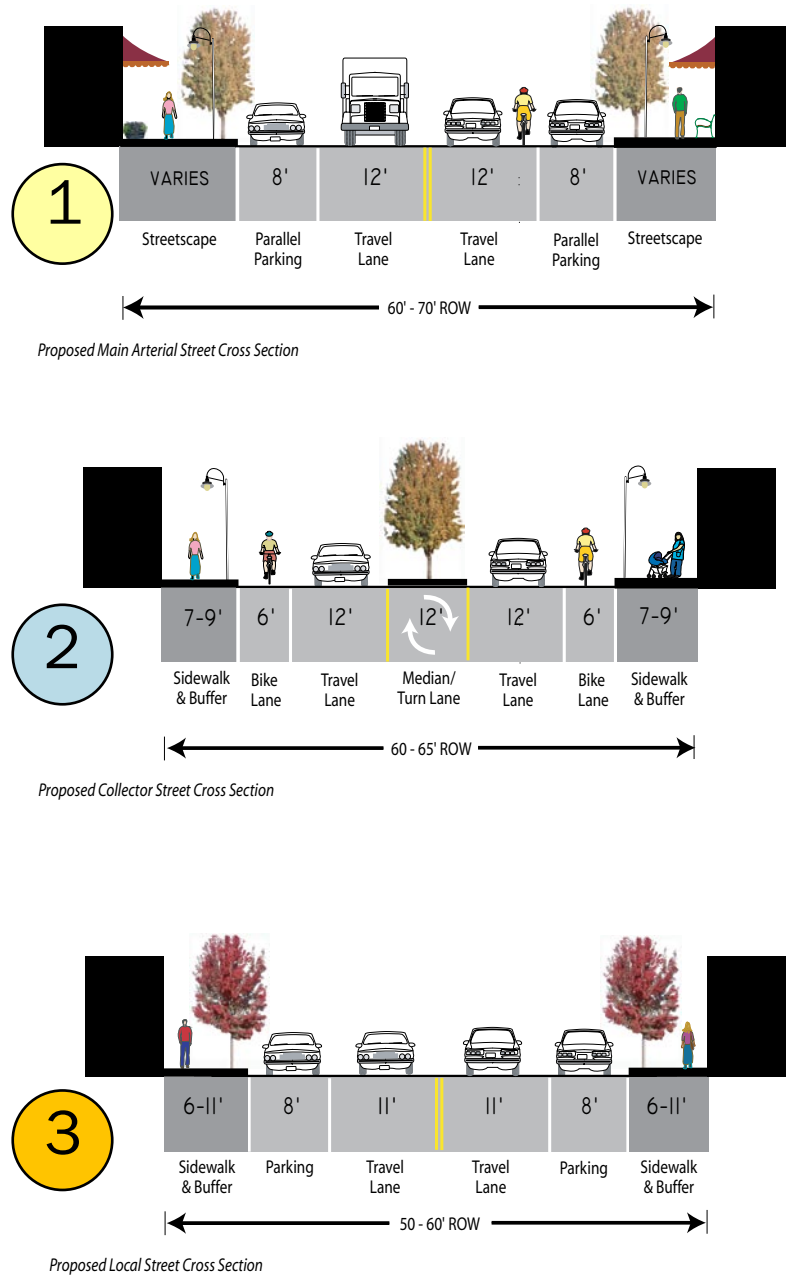 1
VARIES 8' 12' 12' 8' VARIES
Streetscape Parallel Parking Travel Lane Travel Lane Parallel Parking Streetscape
60' - 70' ROW
Proposed Main Arterial Street Cross Section
2
7-9' 6' 12' 12' 12' 6' 7-9'
Sidewalk & Buffer Bike Lane Travel Lane Median/ Turn Lane Travel Lane Bike Lane Sidewalk & Buffer
60 - 65' ROW
Proposed Collector Street Cross Section
3
6-11' 8' 11' 11' 8' 6-11'
Sidewalk & Buffer Parking Travel Lane Travel Lane Parking Sidewalk & Buffer
50 - 60' ROW
Proposed Local Street Cross Section